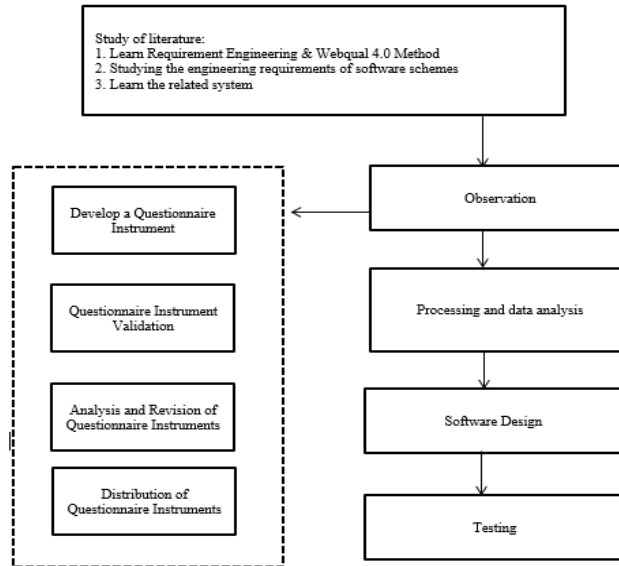 Study of literature:
1. Learn Requirement Engineering & Webqual 4.0 Method
2. Studying the engineering requirements of software schemes
3. Learn the related system
Observation
Develop a Questionnaire
Instrument
Questionnaire Instrument
Validation
Analysis and Revision of
Questionnaire Instruments
Distribution of
Questionnaire Instruments
Processing and data analysis
Software Design
Testing